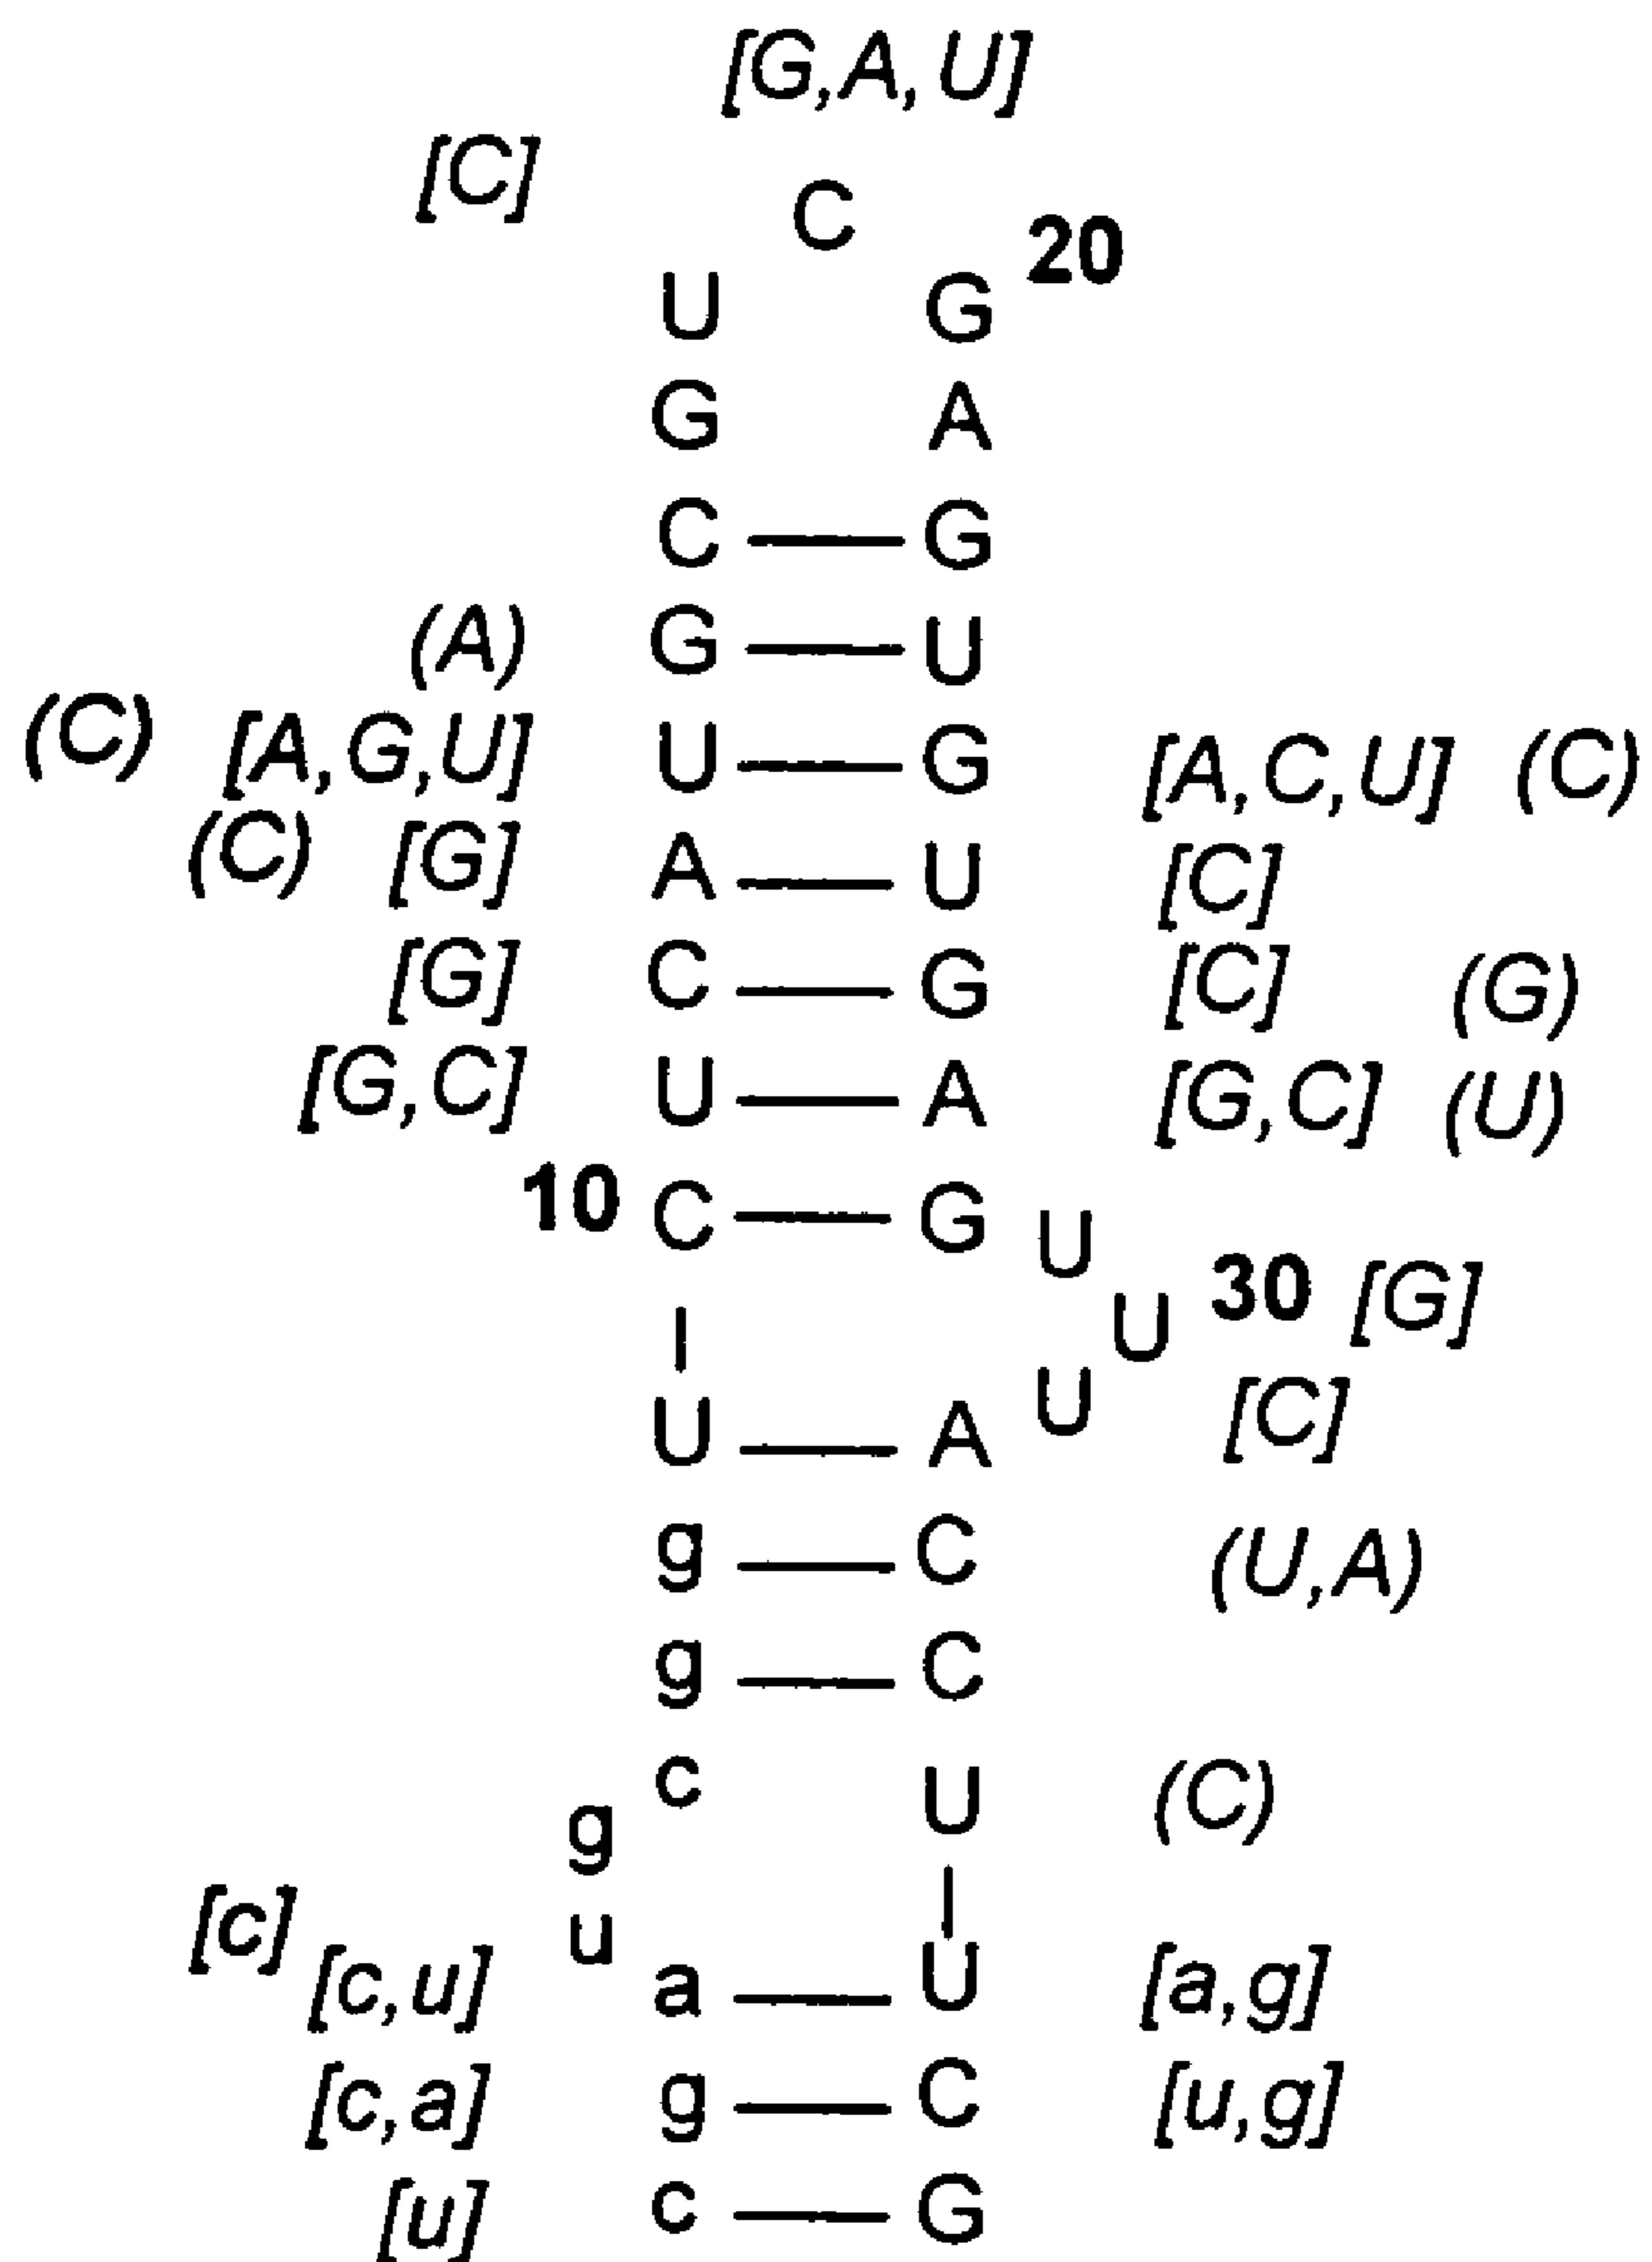 [G,A,U]
[C] C
U G 20
G A
C G
(A) G U
(C) [A,G,U] U G [A,C,U] (C)
(C) [G] A U [C]
[G] C G [C] (G)
[G,C] U A [G,C] (U)
10 C G U
U 30 [G]
U A U [C]
g C (U,A)
g C
c U (C)
g
[c] u
[c,u] a U [a,g]
[c,a] g C [u,g]
[u] c G